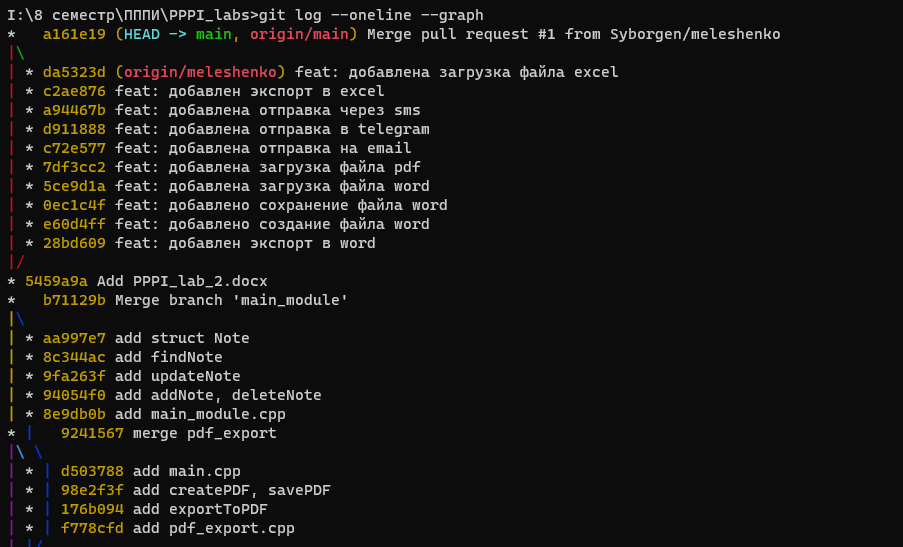 I:\8 семестр\ПППИ\PPPI_labs>git log --oneline --graph
*   a161e19 (HEAD -> main, origin/main) Merge pull request #1 from Syborgen/meleshenko
|\
| * da5323d (origin/meleshenko) feat: добавлена загрузка файла excel
| * c2ae876 feat: добавлен экспорт в excel
| * a94467b feat: добавлена отправка через sms
| * d911888 feat: добавлена отправка в telegram
| * c72e577 feat: добавлена отправка на email
| * 7df3cc2 feat: добавлена загрузка файла pdf
| * 5ce9d1a feat: добавлена загрузка файла word
| * 0ec1c4f feat: добавлено сохранение файла word
| * e60d4ff feat: добавлено создание файла word
| * 28bd609 feat: добавлен экспорт в word
|/
* 5459a9a Add PPPI_lab_2.docx
*   b71129b Merge branch 'main_module'
|\
| * aa997e7 add struct Note
| * 8c344ac add findNote
| * 9fa263f add updateNote
| * 94054f0 add addNote, deleteNote
| * 8e9db0b add main_module.cpp
* |   9241567 merge pdf_export
|\ \
| * | d503788 add main.cpp
| * | 98e2f3f add createPDF, savePDF
| * | 176b094 add exportToPDF
| * | f778cfd add pdf_export.cpp
| |/